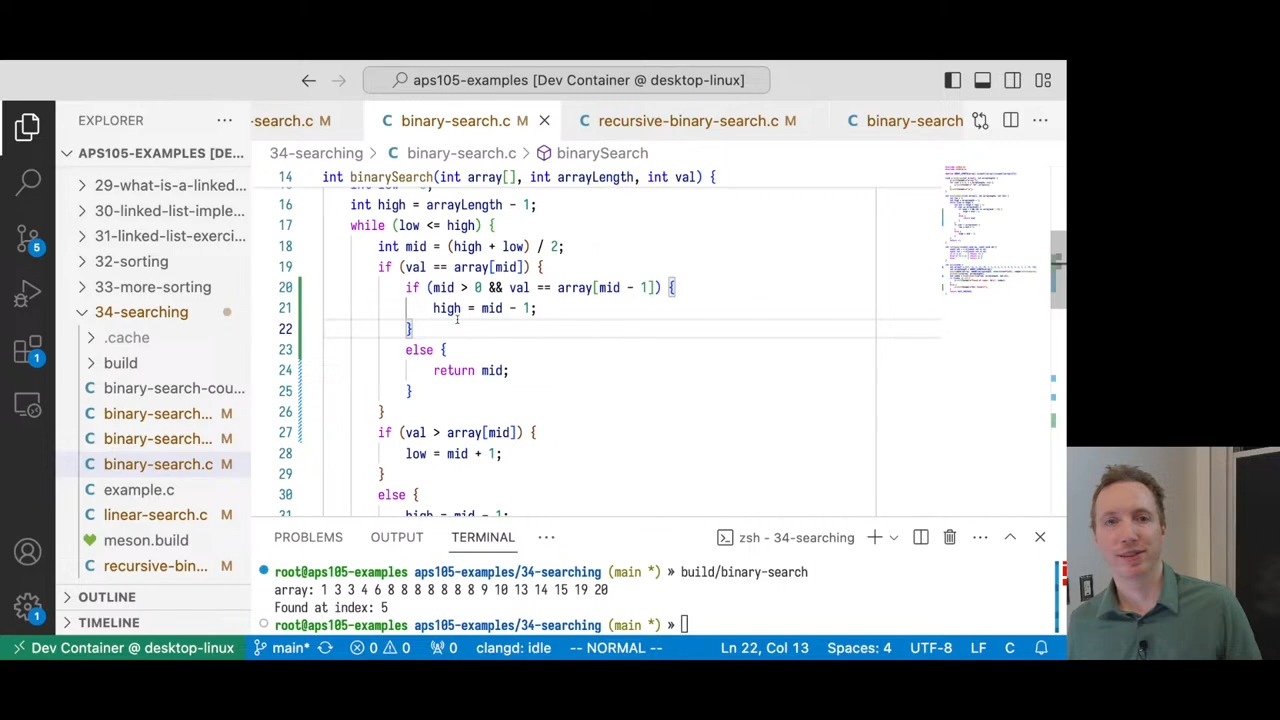 aps105-examples [Dev Container @ desktop-linux]
EXPLORER
-search.c M
binary-search.c M
recursive-binary-search.c M
binary-search
APS105-EXAMPLES [DE...
34-searching > C binary-search.c > binarySearch
29-what-is-a-linked...
30-linked-list-imple...
31-linked-list-exerci...
32-sorting
33-more-sorting
34-searching
.cache
build
C binary-search-cou...
C binary-search... M
C binary-search... M
C binary-search.c M
C example.c
C linear-search.c M
meson.build
C recursive-bin... M
OUTLINE
TIMELINE
5
1
1
14 int binarySearch(int array[], int arrayLength, int val) {
16 int high = arrayLength - 1;
17 while (low <= high) {
18 int mid = (high + low) / 2;
19 if (val == array[mid]) {
20 if (mid > 0 && val == array[mid - 1]) {
21 high = mid - 1;
22 }
23 else {
24 return mid;
25 }
26 }
27 if (val > array[mid]) {
28 low = mid + 1;
29 }
30 else {
31 high = mid - 1;
PROBLEMS OUTPUT TERMINAL ··· zsh - 34-searching
root@aps105-examples aps105-examples/34-searching (main *) » build/binary-search
array: 1 3 3 4 6 8 8 8 8 8 8 8 9 10 13 14 15 19 20
Found at index: 5
root@aps105-examples aps105-examples/34-searching (main *) »
Dev Container @ desktop-linux main* 0 0 0 clangd: idle -- NORMAL -- Ln 22, Col 13 Spaces: 4 UTF-8 LF C